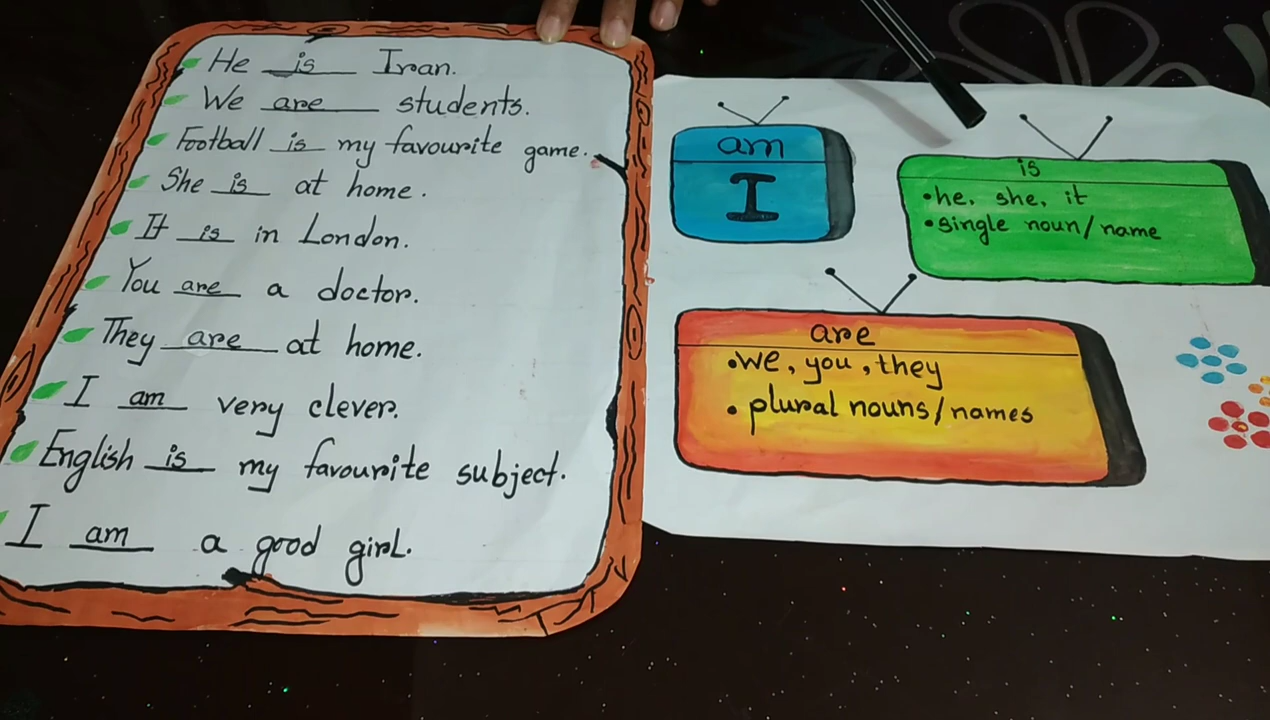 He is Iran.
We are students.
Football is my favourite game.
She is at home.
It is in London.
You are a doctor.
They are at home.
I am very clever.
English is my favourite subject.
I am a good girl.
am
I
is
•he, she, it
•single noun/name
are
•we, you, they
• plural nouns/names